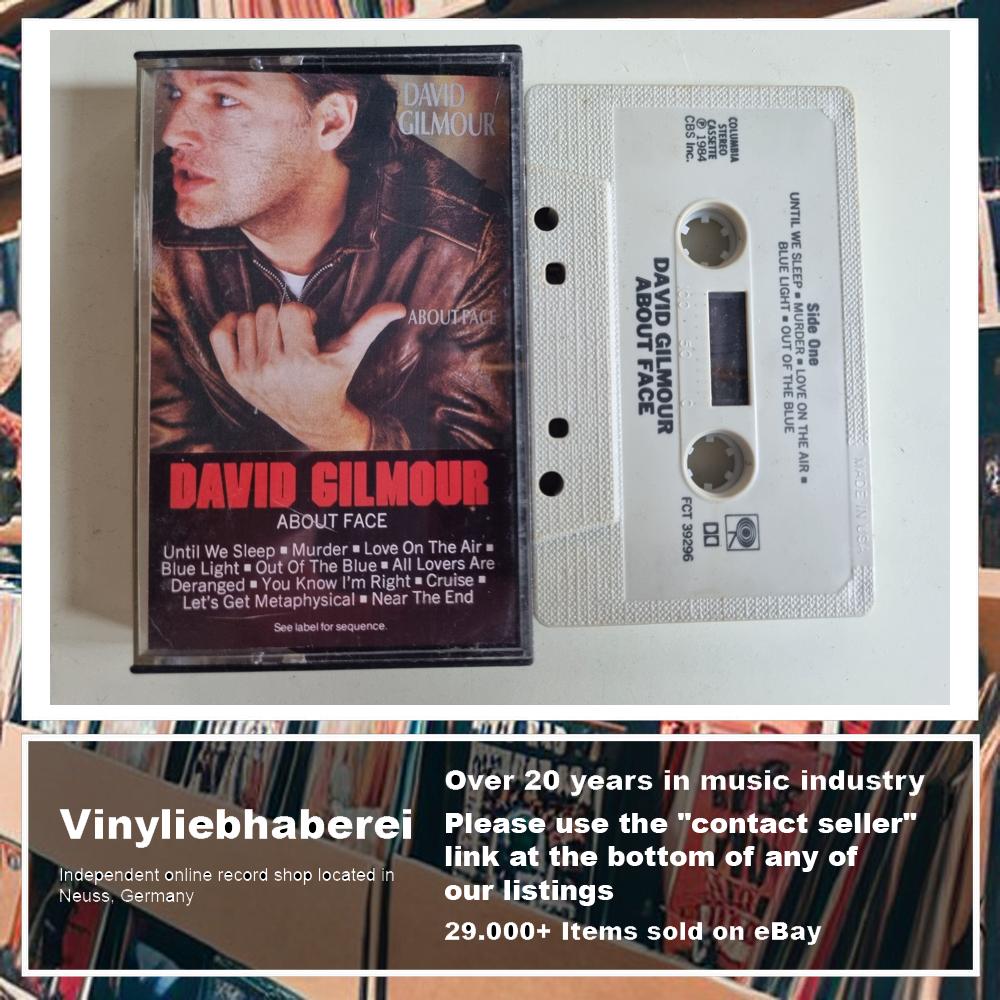 DAVID
GILMOUR
ABOUT FACE
DAVID GILMOUR
ABOUT FACE
Until We Sleep ▪ Murder ▪ Love On The Air ▪
Blue Light ▪ Out Of The Blue ▪ All Lovers Are
Deranged ▪ You Know I'm Right ▪ Cruise ▪
Let's Get Metaphysical ▪ Near The End
See label for sequence.
COLUMBIA
STEREO
CASSETTE
℗ 1984
CBS Inc.
Side One
UNTIL WE SLEEP ▪ MURDER ▪ LOVE ON THE AIR ▪
BLUE LIGHT ▪ OUT OF THE BLUE
DAVID GILMOUR
ABOUT FACE
50
FCT 39296
MADE IN USA
Vinyliebhaberei
Independent online record shop located in
Neuss, Germany
Over 20 years in music industry
Please use the "contact seller"
link at the bottom of any of
our listings
29.000+ Items sold on eBay